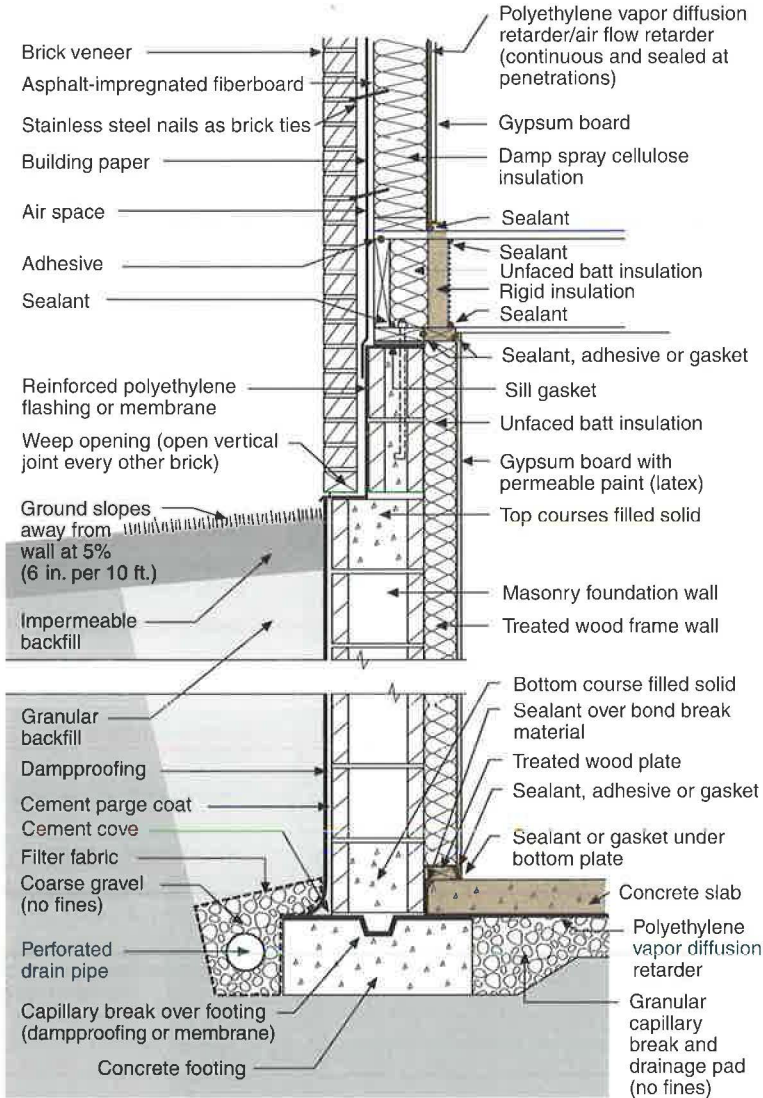 Brick veneer
Asphalt-impregnated fiberboard
Stainless steel nails as brick ties
Building paper
Air space
Adhesive
Sealant
Reinforced polyethylene
flashing or membrane
Weep opening (open vertical
joint every other brick)
Ground slopes
away from
wall at 5%
(6 in. per 10 ft.)
Impermeable
backfill
Granular
backfill
Dampproofing
Cement parge coat
Cement cove
Filter fabric
Coarse gravel
(no fines)
Perforated
drain pipe
Capillary break over footing
(dampproofing or membrane)
Concrete footing
Polyethylene vapor diffusion
retarder/air flow retarder
(continuous and sealed at
penetrations)
Gypsum board
Damp spray cellulose
insulation
Sealant
Sealant
Unfaced batt insulation
Rigid insulation
Sealant
Sealant, adhesive or gasket
Sill gasket
Unfaced batt insulation
Gypsum board with
permeable paint (latex)
Top courses filled solid
Masonry foundation wall
Treated wood frame wall
Bottom course filled solid
Sealant over bond break
material
Treated wood plate
Sealant, adhesive or gasket
Sealant or gasket under
bottom plate
Concrete slab
Polyethylene
vapor diffusion
retarder
Granular
capillary
break and
drainage pad
(no fines)